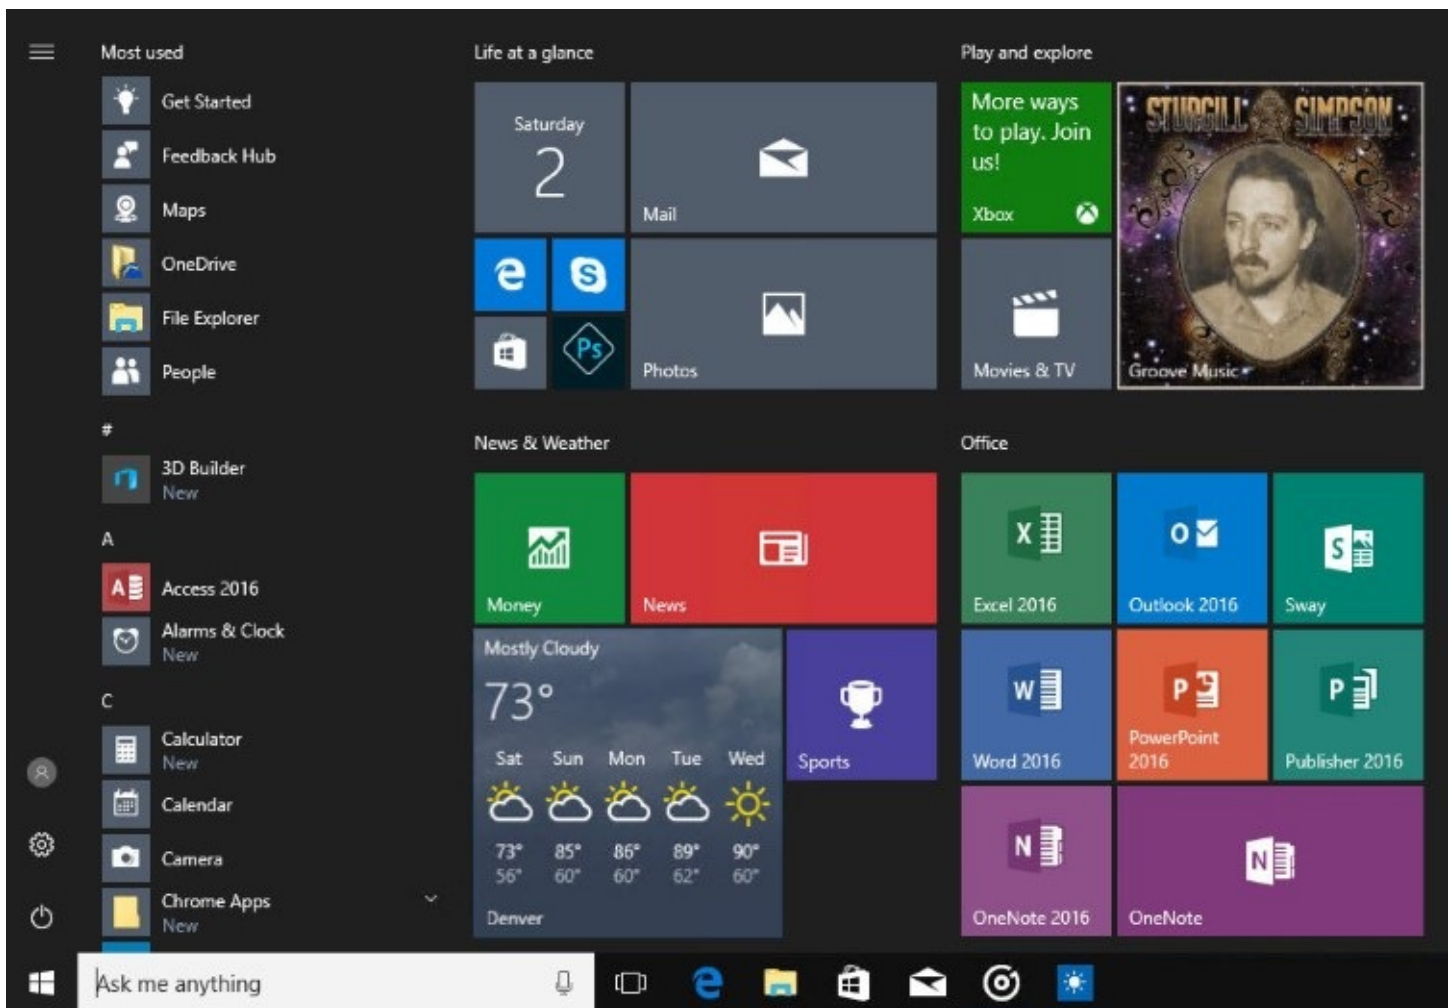 Most used
Get Started
Feedback Hub
Maps
OneDrive
File Explorer
People
#
3D Builder
New
A
Access 2016
Alarms & Clock
New
C
Calculator
New
Calendar
Camera
Chrome Apps
New
Life at a glance
Saturday
2
Mail
Ps
Photos
Play and explore
More ways
to play. Join
us!
Xbox
STURGILL SIMPSON
Movies & TV
Groove Music
News & Weather
Money
News
Mostly Cloudy
73°
Sat Sun Mon Tue Wed
73° 85° 86° 89° 90°
56° 60° 60° 62° 60°
Denver
Sports
Office
X
Excel 2016
O
Outlook 2016
S
Sway
W
Word 2016
P
PowerPoint
2016
P
Publisher 2016
N
OneNote 2016
N
OneNote
Ask me anything